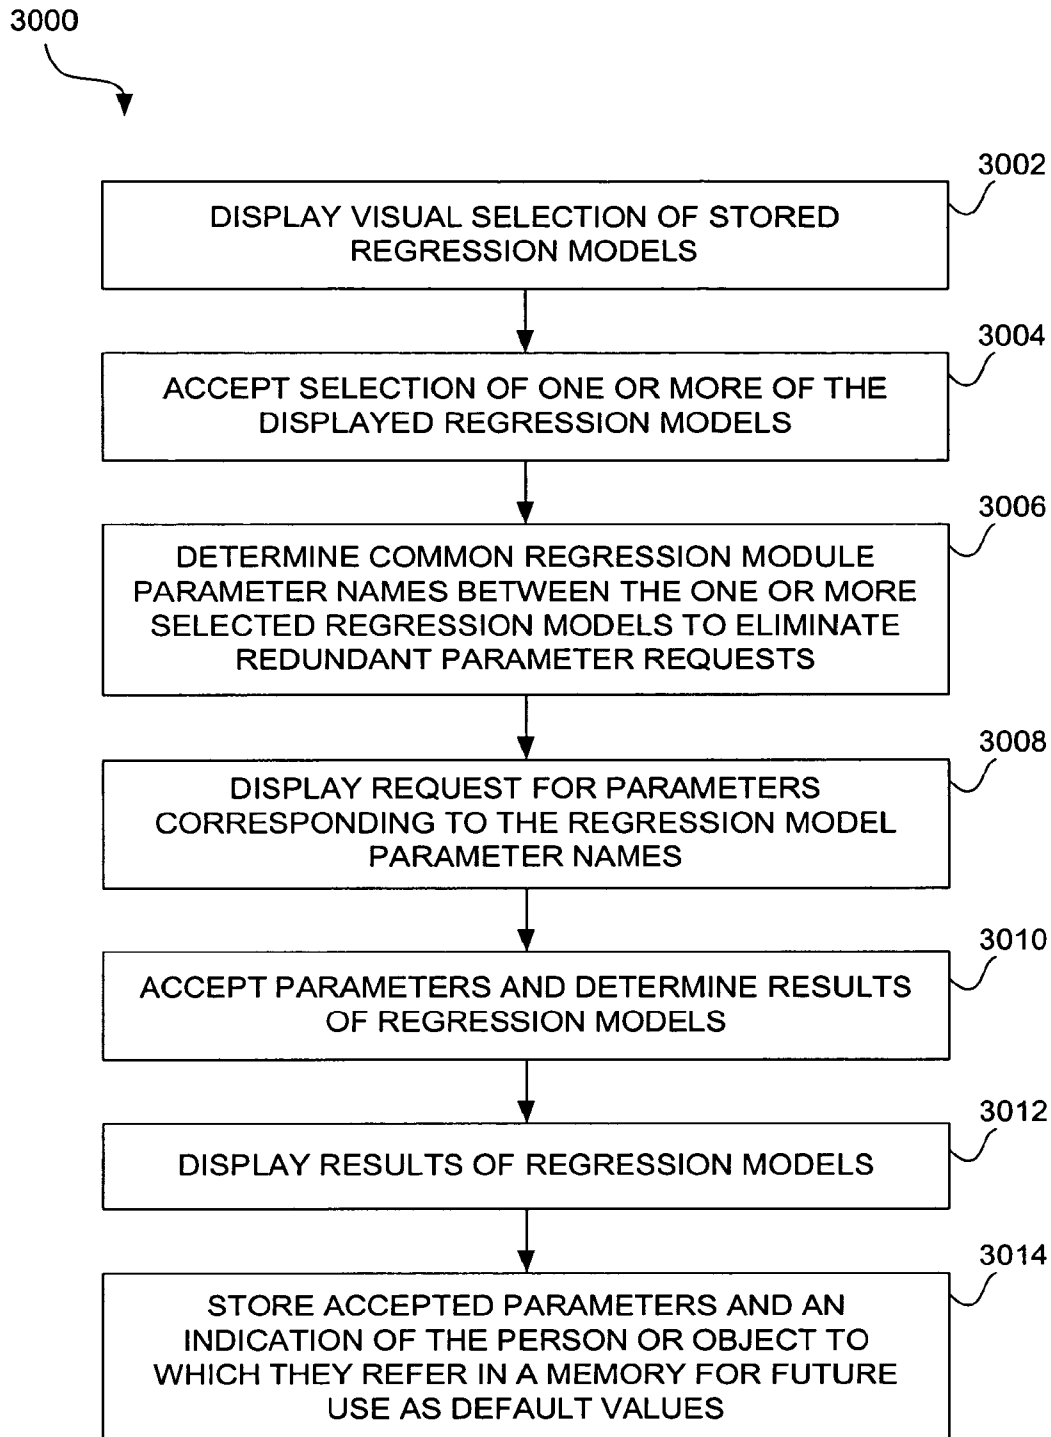 3000
3002
DISPLAY VISUAL SELECTION OF STORED
REGRESSION MODELS
3004
ACCEPT SELECTION OF ONE OR MORE OF THE
DISPLAYED REGRESSION MODELS
3006
DETERMINE COMMON REGRESSION MODULE
PARAMETER NAMES BETWEEN THE ONE OR MORE
SELECTED REGRESSION MODELS TO ELIMINATE
REDUNDANT PARAMETER REQUESTS
3008
DISPLAY REQUEST FOR PARAMETERS
CORRESPONDING TO THE REGRESSION MODEL
PARAMETER NAMES
3010
ACCEPT PARAMETERS AND DETERMINE RESULTS
OF REGRESSION MODELS
3012
DISPLAY RESULTS OF REGRESSION MODELS
3014
STORE ACCEPTED PARAMETERS AND AN
INDICATION OF THE PERSON OR OBJECT TO
WHICH THEY REFER IN A MEMORY FOR FUTURE
USE AS DEFAULT VALUES